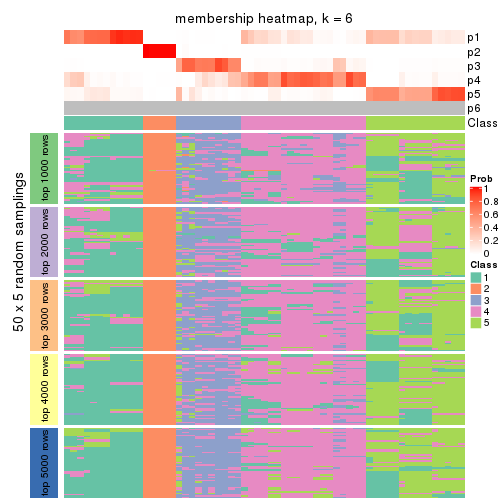 membership heatmap, k = 6
p1
p2
p3
p4
p5
p6
Class
50 x 5 random samplings
top 1000 rows
top 2000 rows
top 3000 rows
top 4000 rows
top 5000 rows
Prob
1
0.8
0.6
0.4
0.2
0
Class
1
2
3
4
5